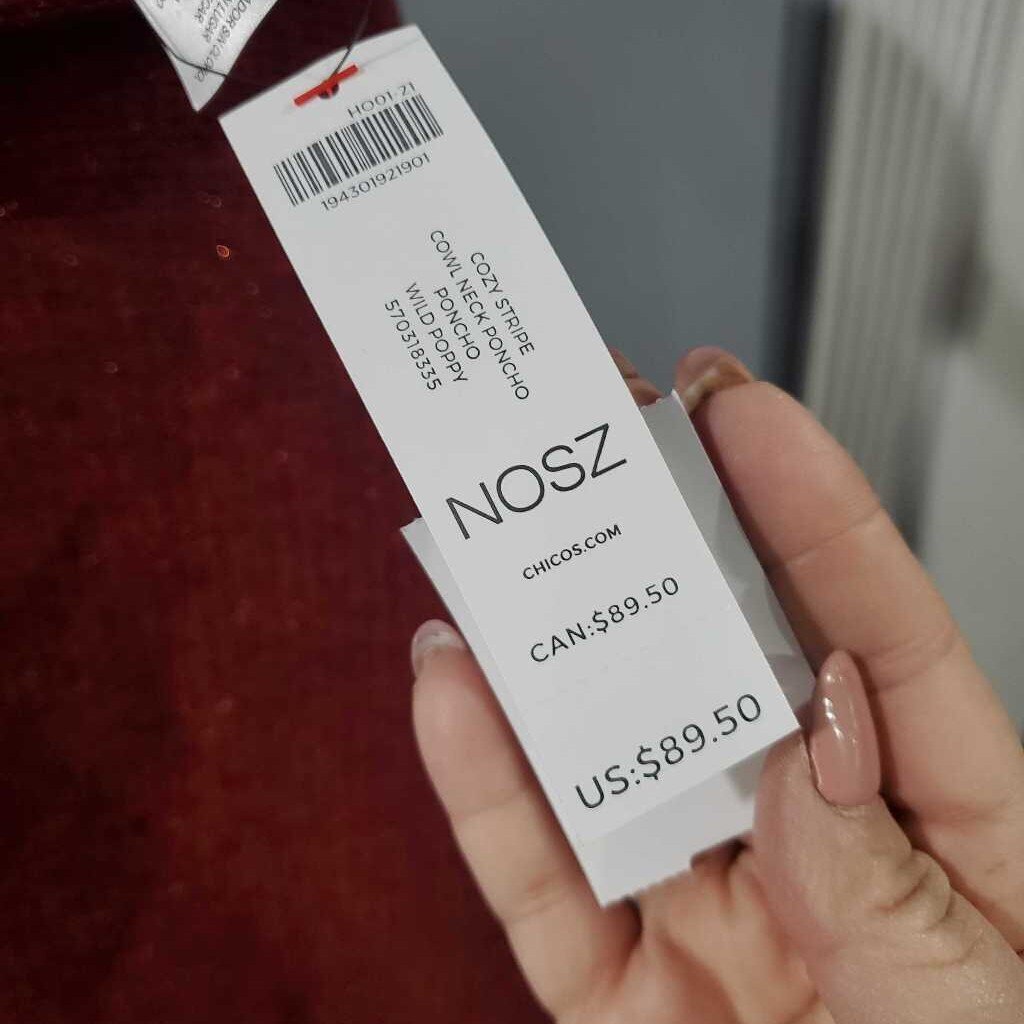 HO01-21
194301921901
COZY STRIPE
COWL NECK PONCHO
PONCHO
WILD POPPY
570318335
NOSZ
CHICOS.COM
CAN:$89.50
US:$89.50